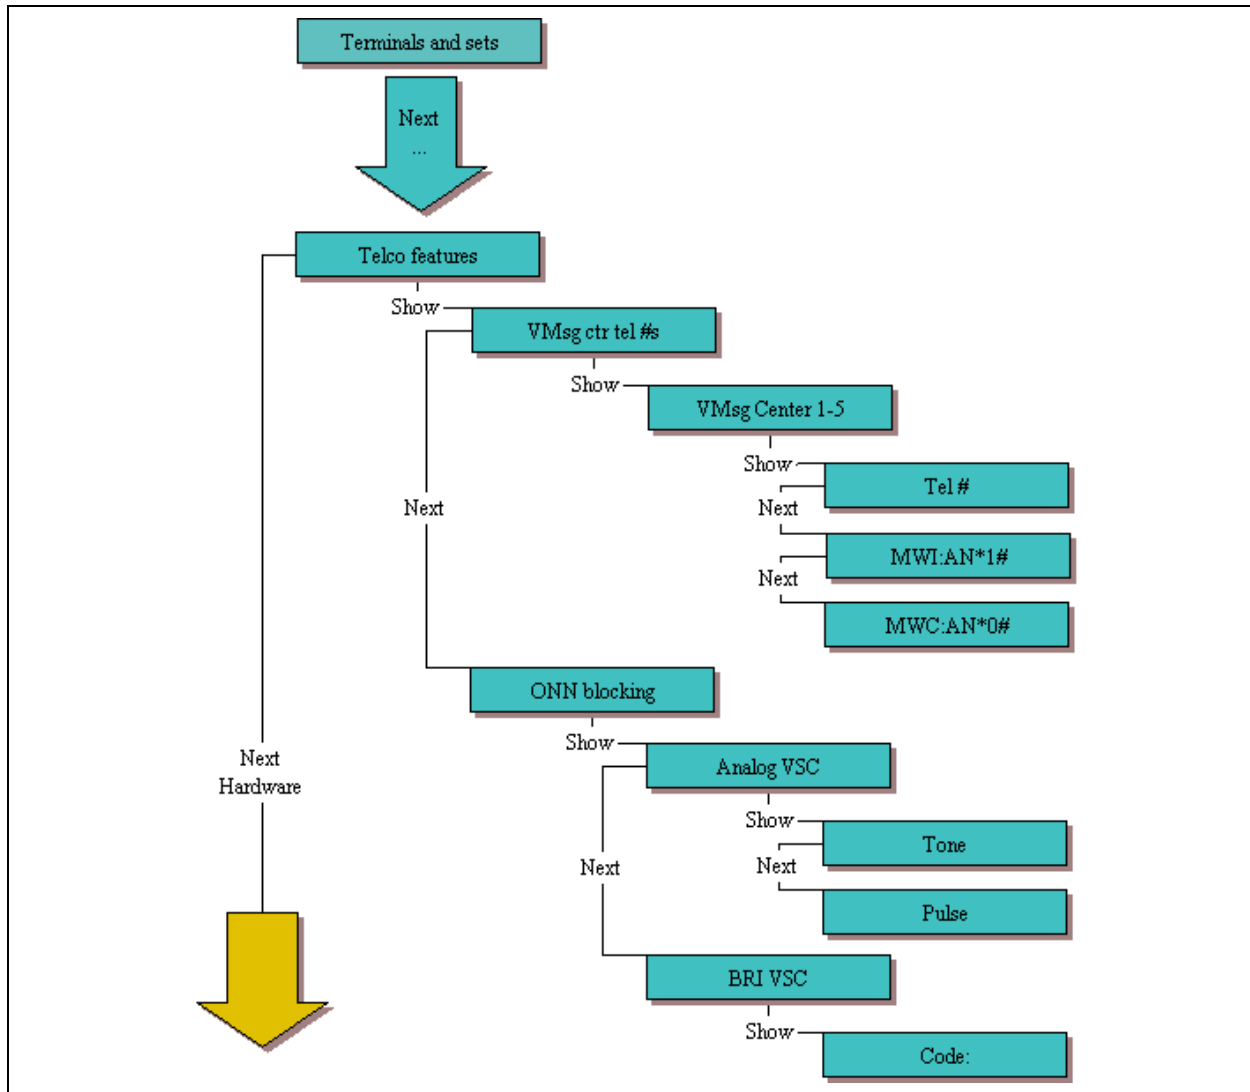 Terminals and sets
Next
...
Telco features
Show
VMsg ctr tel #s
Show
VMsg Center 1-5
Show
Tel #
Next
Next
MWI:AN*1#
Next
MWC:AN*0#
ONN blocking
Show
Analog VSC
Next
Hardware
Show
Tone
Next
Next
Pulse
BRI VSC
Show
Code: